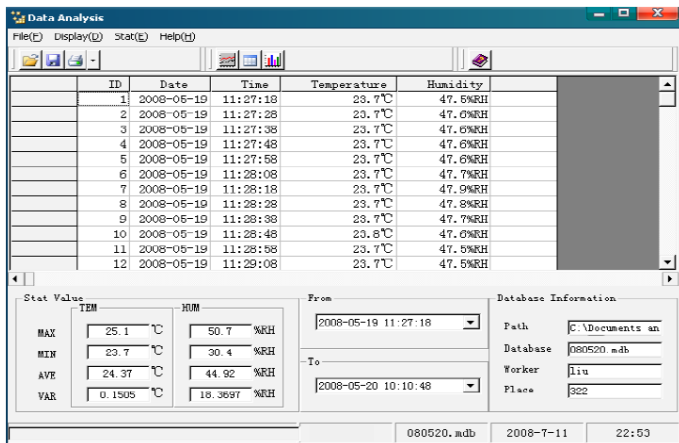 Data Analysis
File(F) Display(D) Stat(E) Help(H)
ID Date Time Temperature Humidity
1 2008-05-19 11:27:18 23.7℃ 47.5%RH
2 2008-05-19 11:27:28 23.7℃ 47.6%RH
3 2008-05-19 11:27:38 23.7℃ 47.6%RH
4 2008-05-19 11:27:48 23.7℃ 47.6%RH
5 2008-05-19 11:27:58 23.7℃ 47.6%RH
6 2008-05-19 11:28:08 23.7℃ 47.7%RH
7 2008-05-19 11:28:18 23.7℃ 47.9%RH
8 2008-05-19 11:28:28 23.7℃ 47.8%RH
9 2008-05-19 11:28:38 23.7℃ 47.7%RH
10 2008-05-19 11:28:48 23.8℃ 47.6%RH
11 2008-05-19 11:28:58 23.7℃ 47.5%RH
12 2008-05-19 11:29:08 23.7℃ 47.5%RH
Stat Value
TEM HUM
MAX 25.1 ℃ 50.7 %RH
MIN 23.7 ℃ 30.4 %RH
AVE 24.37 ℃ 44.92 %RH
VAR 0.1505 ℃ 18.3697 %RH
From
2008-05-19 11:27:18
To
2008-05-20 10:10:48
Database Information
Path C:\Documents an
Database 080520.mdb
Worker liu
Place 322
080520.mdb 2008-7-11 22:53